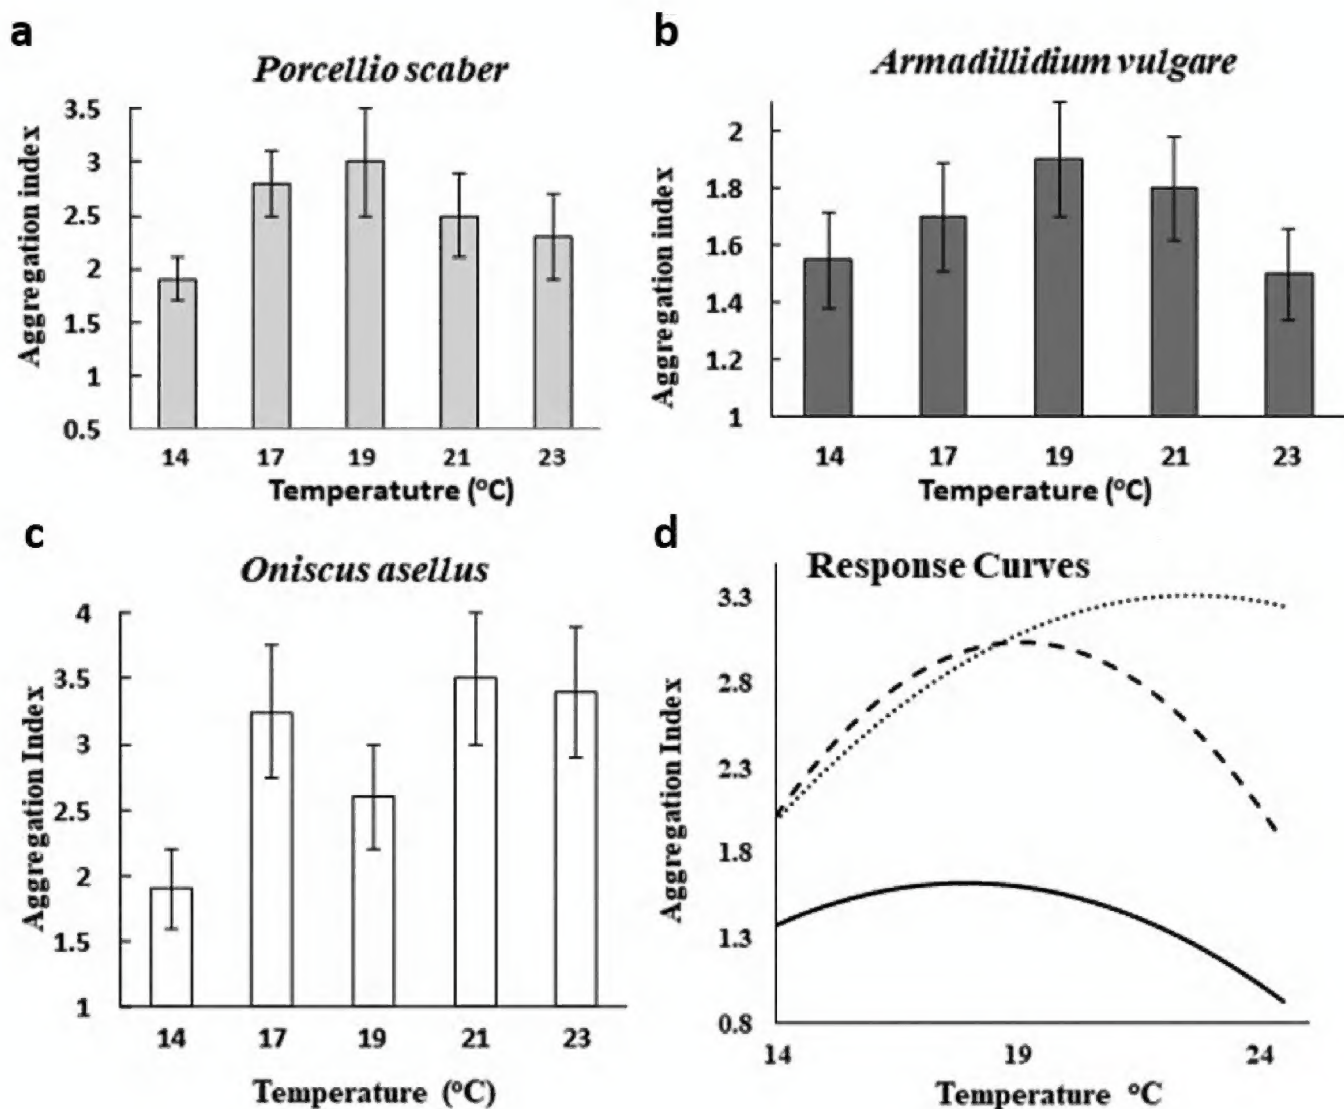 a
Porcellio scaber
Aggregation index
3.5
3
2.5
2
1.5
1
0.5
14 17 19 21 23
Temperatutre (°C)
b
Armadillidium vulgare
Aggregation index
2
1.8
1.6
1.4
1.2
1
14 17 19 21 23
Temperature (°C)
c
Oniscus asellus
Aggregation Index
4
3.5
3
2.5
2
1.5
1
14 17 19 21 23
Temperature (°C)
d
Response Curves
Aggregation Index
3.3
2.8
2.3
1.8
1.3
0.8
14 19 24
Temperature °C